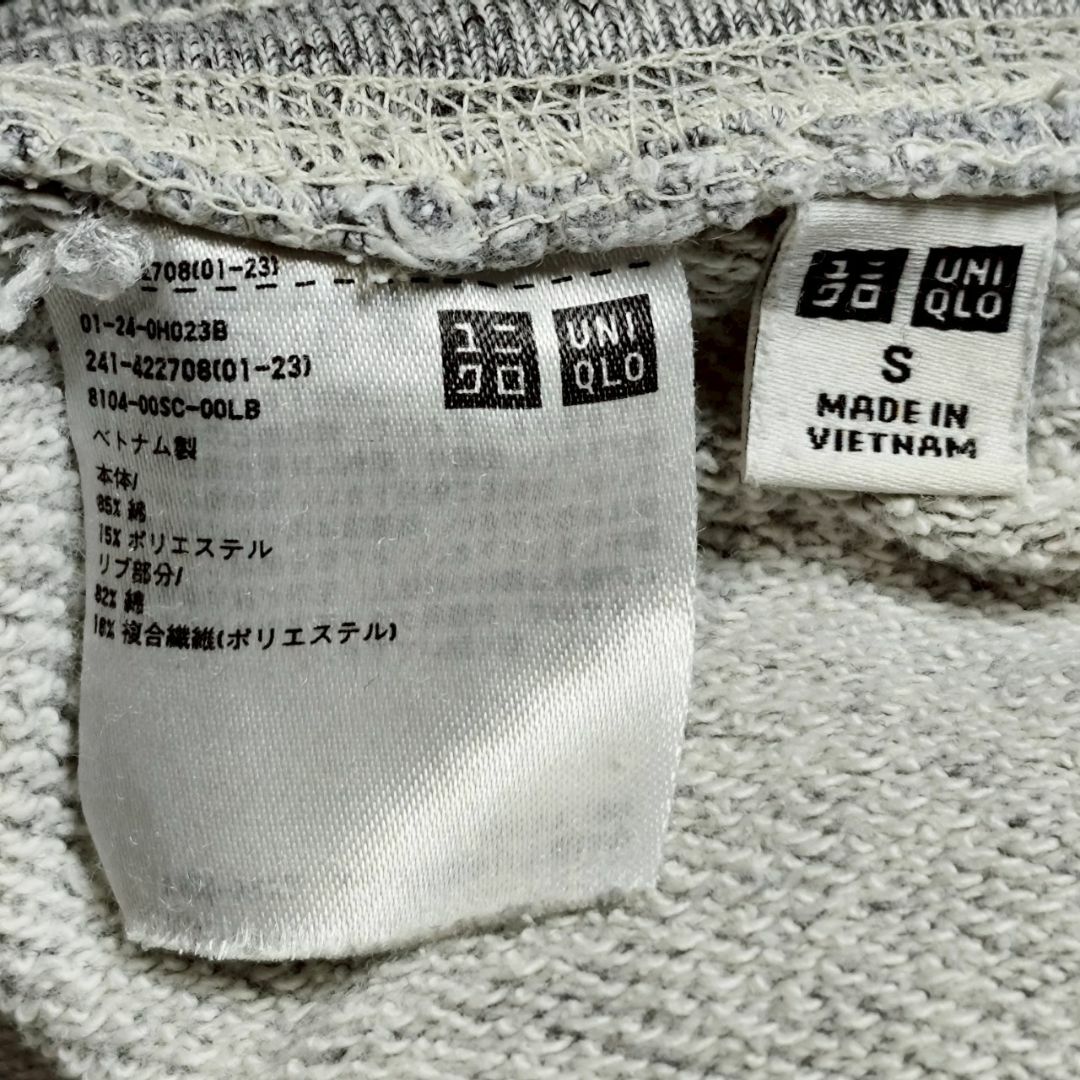 2708(01-23)
01-24-0H023B
241-422708(01-23)
8104-00SC-00LB
ベトナム製
本体/
85% 綿
15% ポリエステル
リブ部分/
82% 綿
18% 複合繊維(ポリエステル)
ユニ
クロ
UNI
QLO
ユニ
クロ
UNI
QLO
S
MADE IN
VIETNAM